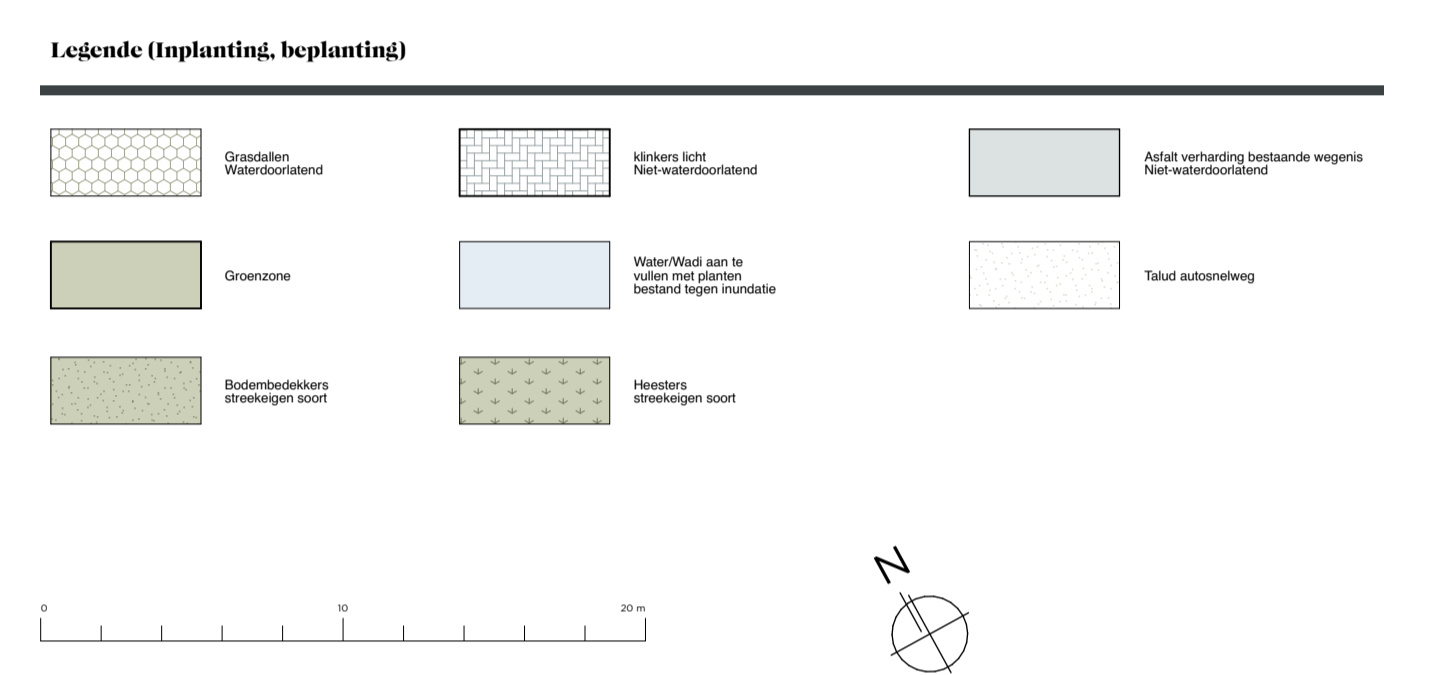 Legende (Inplanting, beplanting)
Grasdallen
Waterdoorlatend
klinkers licht
Niet-waterdoorlatend
Asfalt verharding bestaande wegenis
Niet-waterdoorlatend
Groenzone
Water/Wadi aan te
vullen met planten
bestand tegen inundatie
Talud autosnelweg
Bodembedekkers
streekeigen soort
Heesters
streekeigen soort
N
0 10 20 m